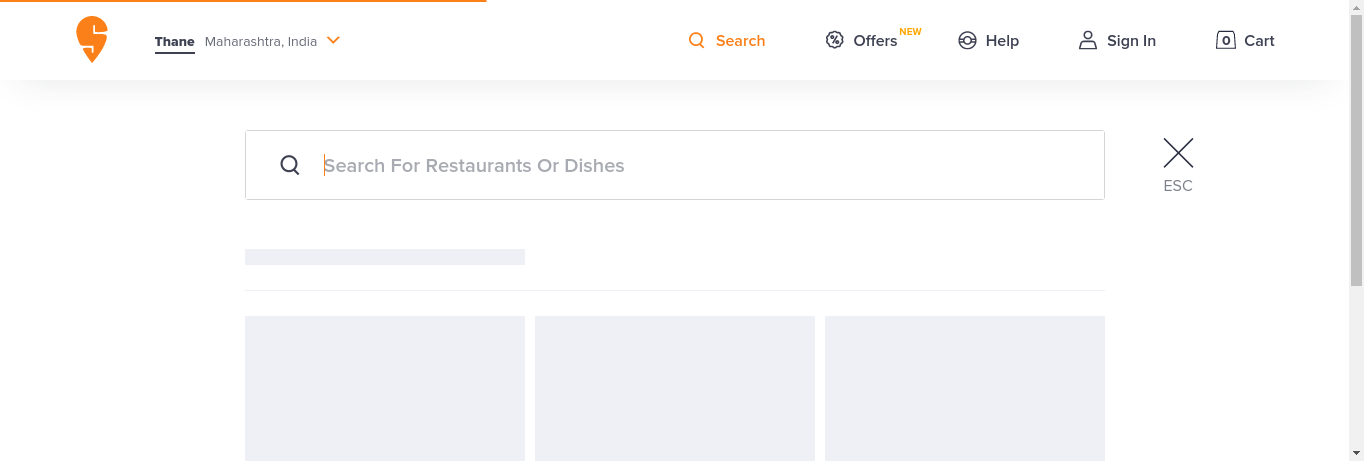 Thane Maharashtra, India
Search
Offers NEW
Help
Sign In
0 Cart
Search For Restaurants Or Dishes
ESC